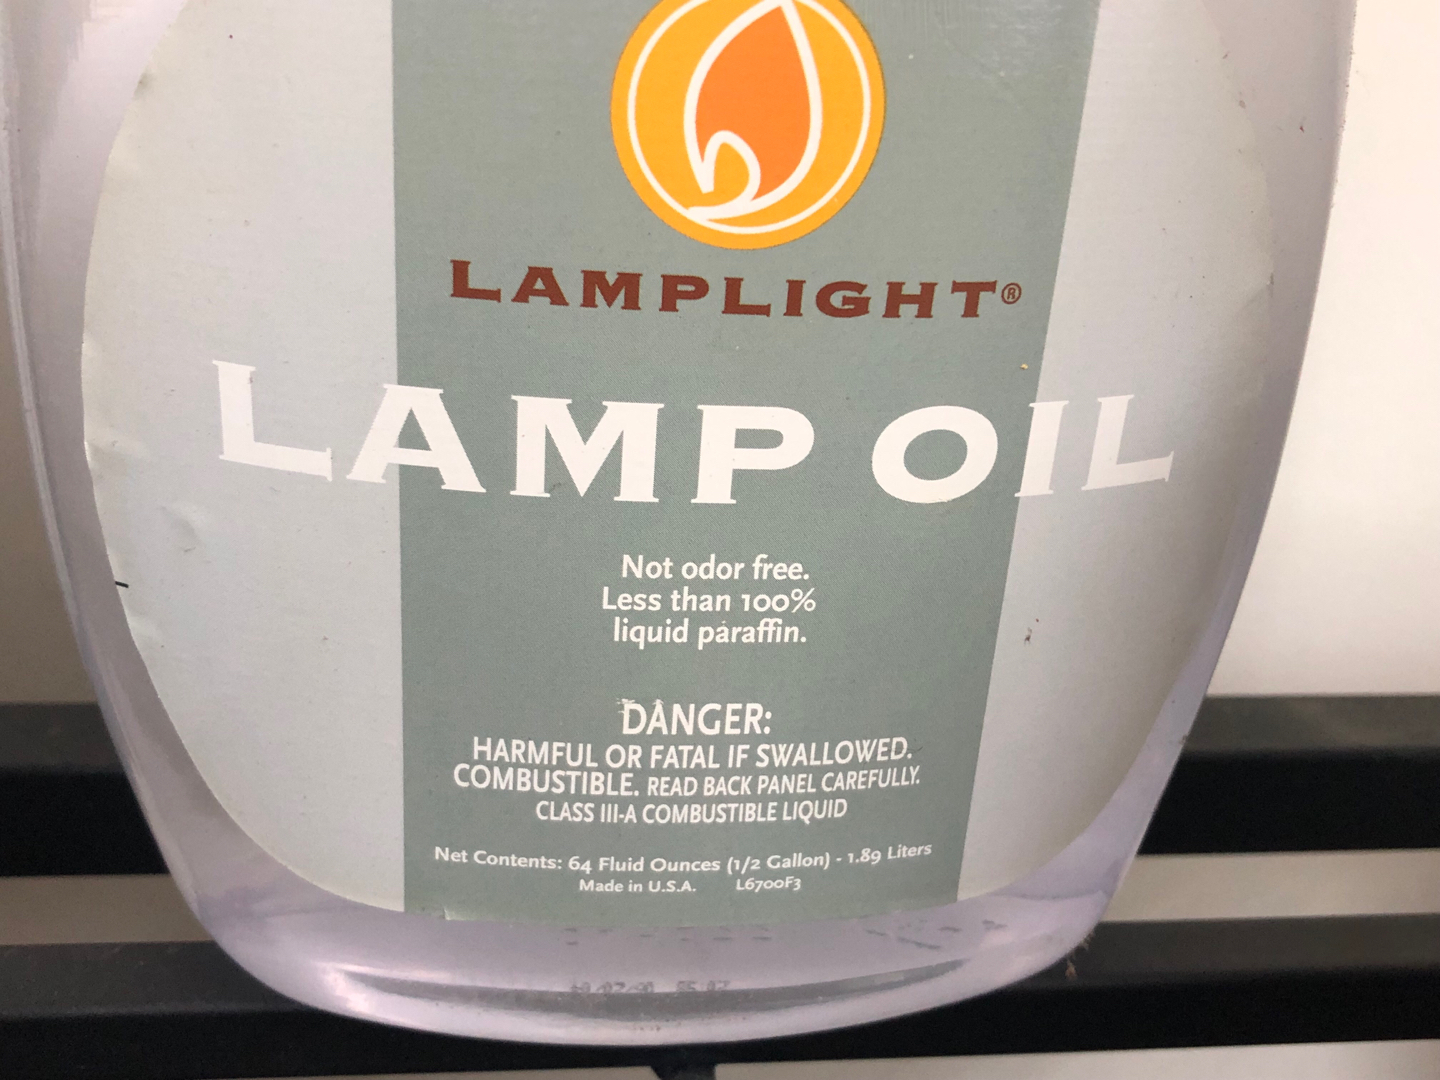 LAMPLIGHT®
LAMP OIL
Not odor free.
Less than 100%
liquid paraffin.
DANGER:
HARMFUL OR FATAL IF SWALLOWED.
COMBUSTIBLE. READ BACK PANEL CAREFULLY.
CLASS III-A COMBUSTIBLE LIQUID
Net Contents: 64 Fluid Ounces (1/2 Gallon) - 1.89 Liters
Made in U.S.A. L6700F3